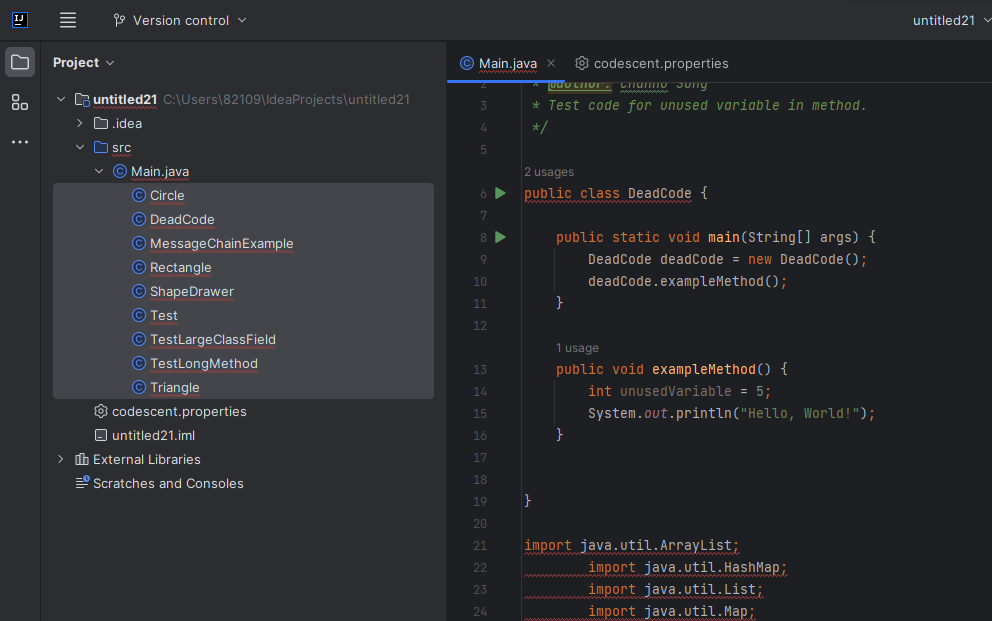 IJ
Version control
untitled21
Project
untitled21 C:\Users\82109\IdeaProjects\untitled21
.idea
src
Main.java
Circle
DeadCode
MessageChainExample
Rectangle
ShapeDrawer
Test
TestLargeClassField
TestLongMethod
Triangle
codescent.properties
untitled21.iml
External Libraries
Scratches and Consoles
Main.java
codescent.properties
2 * @author: Chanho Song
3 * Test code for unused variable in method.
4 */
5
2 usages
6 public class DeadCode {
7
8 public static void main(String[] args) {
9 DeadCode deadCode = new DeadCode();
10 deadCode.exampleMethod();
11 }
12
1 usage
13 public void exampleMethod() {
14 int unusedVariable = 5;
15 System.out.println("Hello, World!");
16 }
17
18
19 }
20
21 import java.util.ArrayList;
22 import java.util.HashMap;
23 import java.util.List;
24 import java.util.Map;